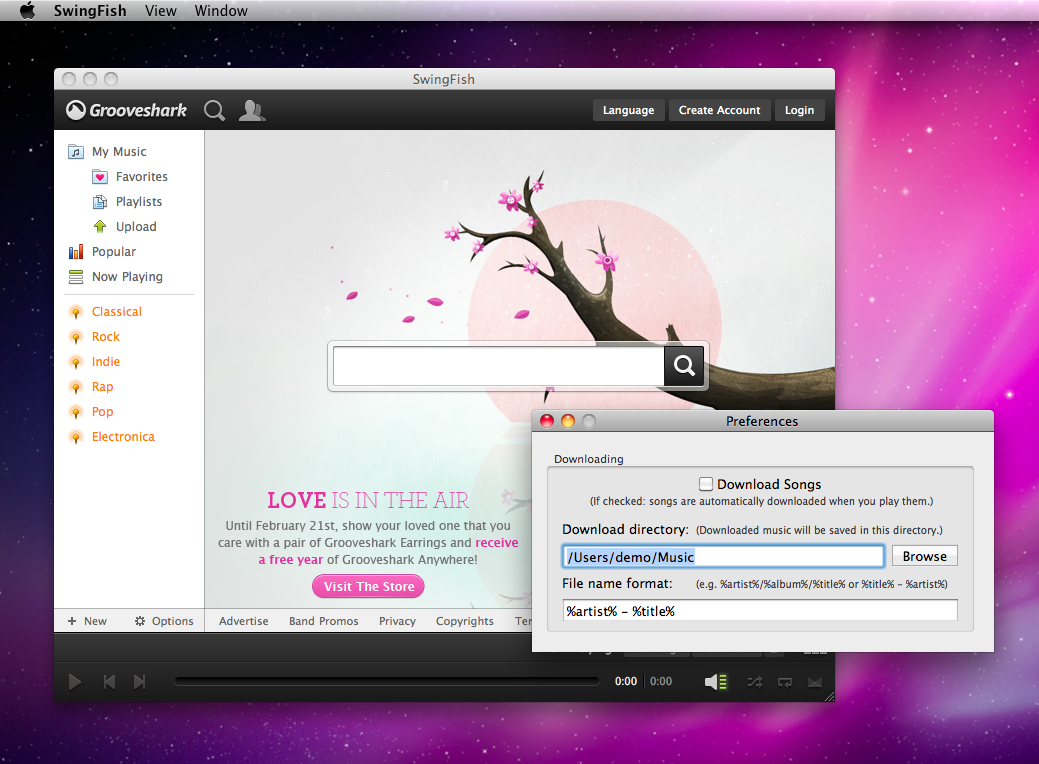 SwingFish View Window
SwingFish
Grooveshark
Language Create Account Login
My Music
Favorites
Playlists
Upload
Popular
Now Playing
Classical
Rock
Indie
Rap
Pop
Electronica
LOVE IS IN THE AIR
Until February 21st, show your loved one that you
care with a pair of Grooveshark Earrings and receive
a free year of Grooveshark Anywhere!
Visit The Store
+ New Options Advertise Band Promos Privacy Copyrights
0:00 0:00
Preferences
Downloading
Download Songs
(If checked: songs are automatically downloaded when you play them.)
Download directory: (Downloaded music will be saved in this directory.)
/Users/demo/Music Browse
File name format: (e.g. %artist%/%album%/%title% or %title% - %artist%)
%artist% - %title%